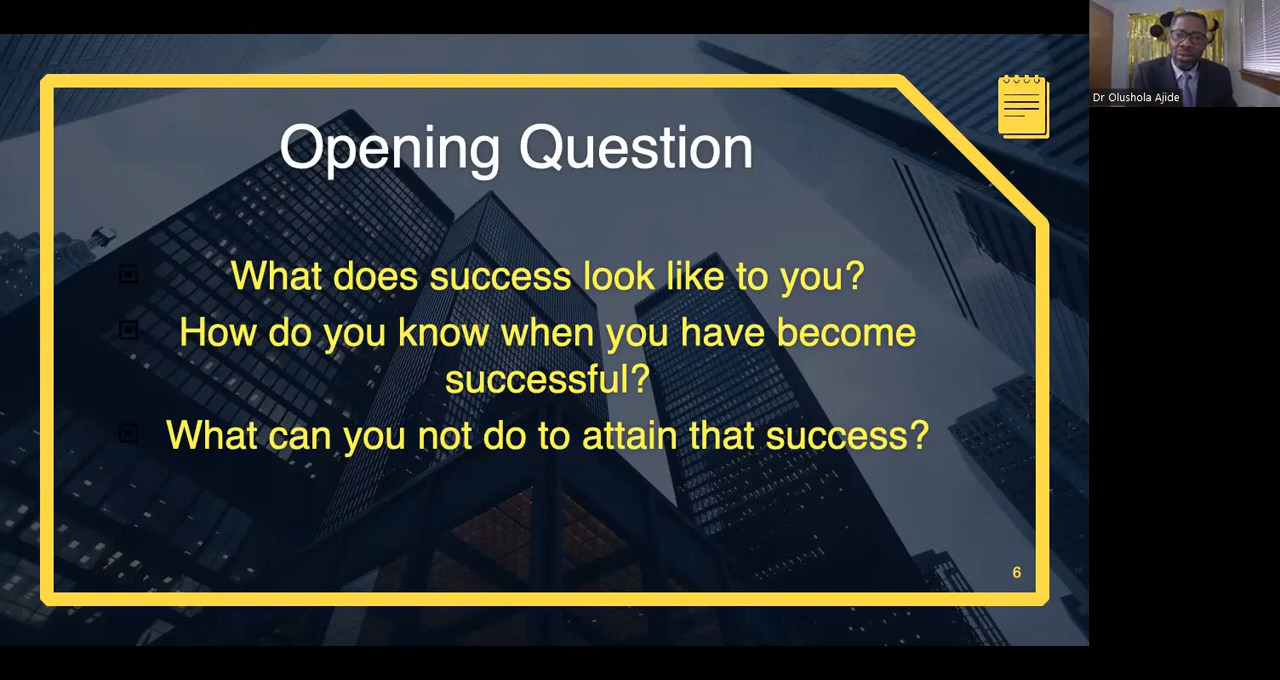 Opening Question
What does success look like to you?
How do you know when you have become
successful?
What can you not do to attain that success?
6
Dr Olushola Ajide